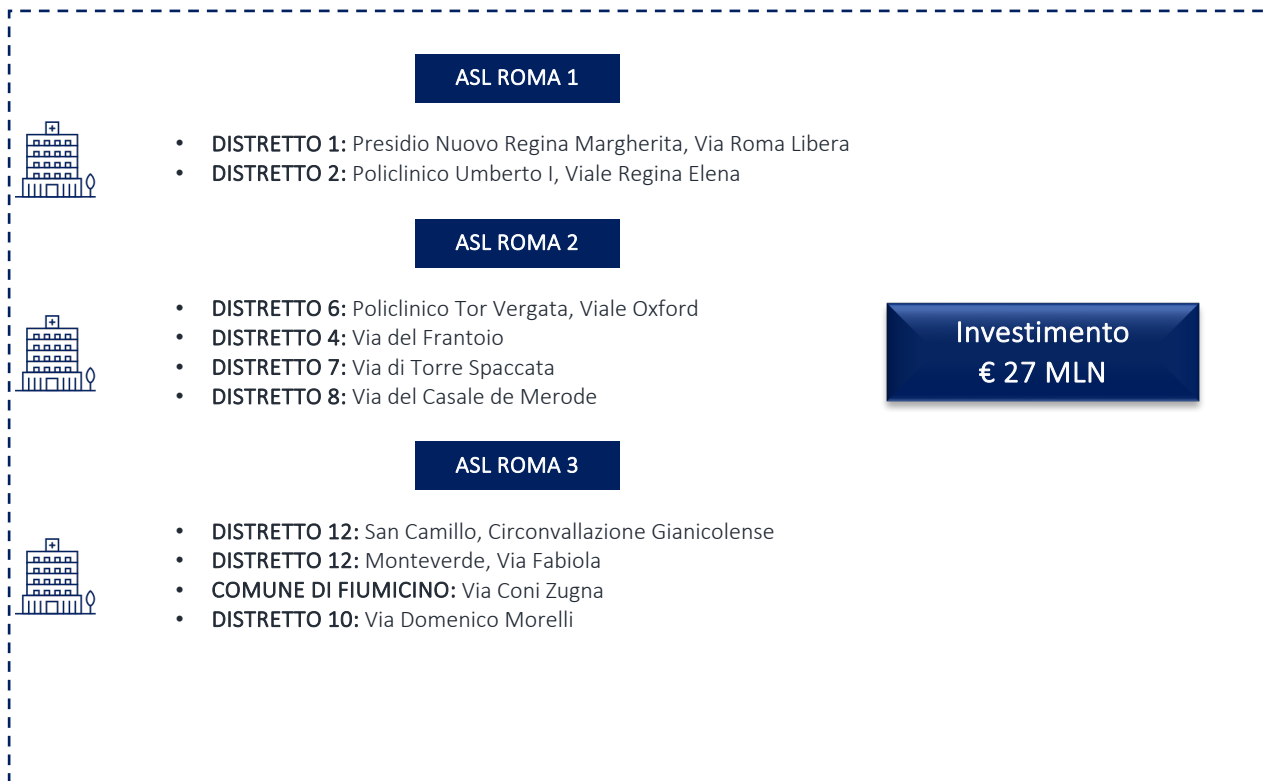 ASL ROMA 1
• DISTRETTO 1: Presidio Nuovo Regina Margherita, Via Roma Libera
• DISTRETTO 2: Policlinico Umberto I, Viale Regina Elena
ASL ROMA 2
• DISTRETTO 6: Policlinico Tor Vergata, Viale Oxford
• DISTRETTO 4: Via del Frantoio
• DISTRETTO 7: Via di Torre Spaccata
• DISTRETTO 8: Via del Casale de Merode
Investimento
€ 27 MLN
ASL ROMA 3
• DISTRETTO 12: San Camillo, Circonvallazione Gianicolense
• DISTRETTO 12: Monteverde, Via Fabiola
• COMUNE DI FIUMICINO: Via Coni Zugna
• DISTRETTO 10: Via Domenico Morelli